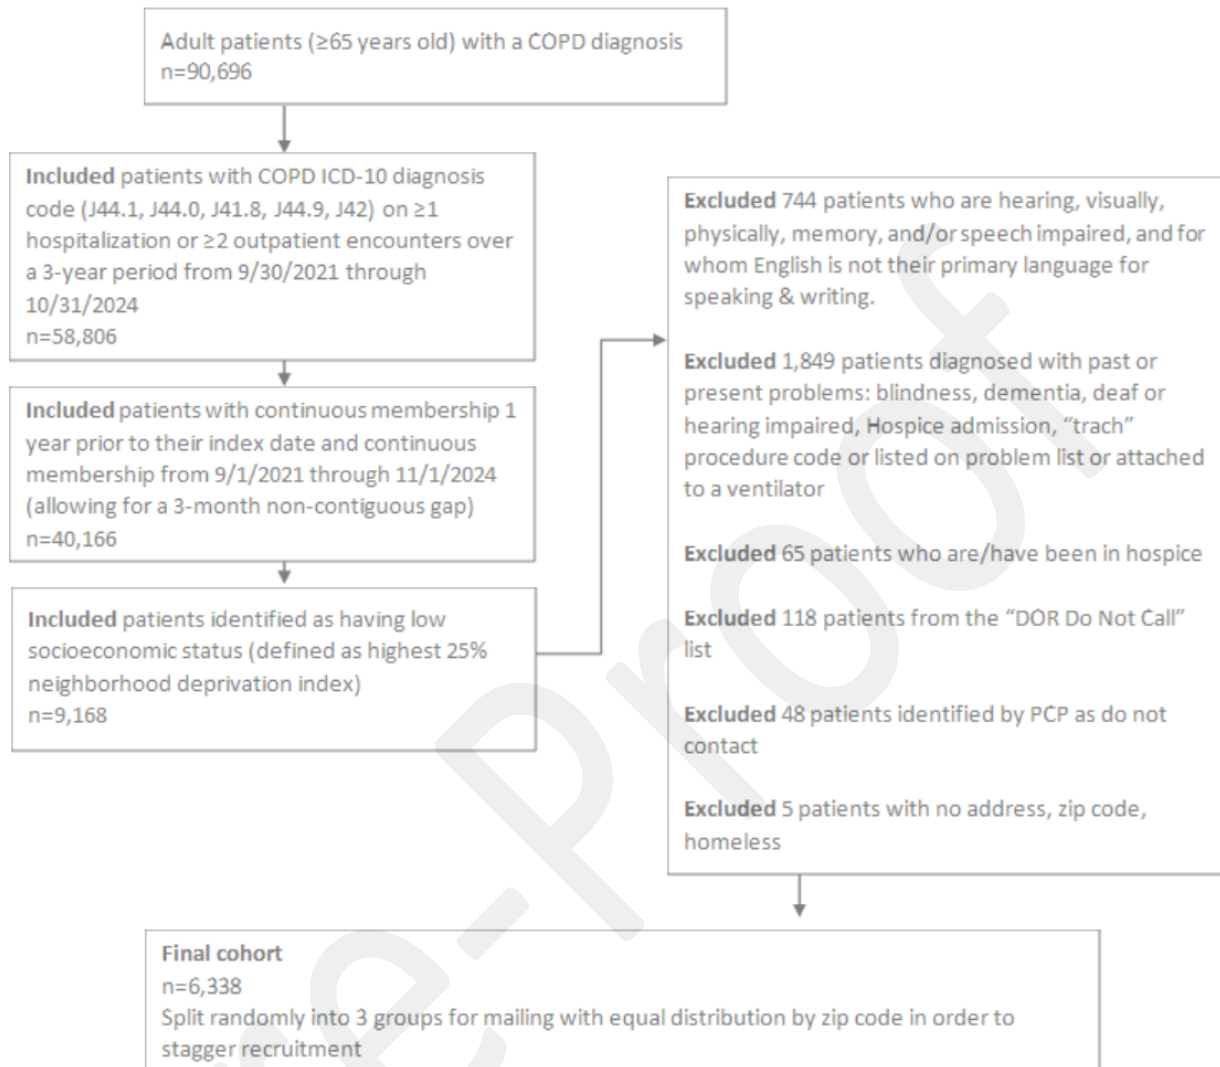 Adult patients (≥65 years old) with a COPD diagnosis
n=90,696
Included patients with COPD ICD-10 diagnosis
code (J44.1, J44.0, J41.8, J44.9, J42) on ≥1
hospitalization or ≥2 outpatient encounters over
a 3-year period from 9/30/2021 through
10/31/2024
n=58,806
Included patients with continuous membership 1
year prior to their index date and continuous
membership from 9/1/2021 through 11/1/2024
(allowing for a 3-month non-contiguous gap)
n=40,166
Included patients identified as having low
socioeconomic status (defined as highest 25%
neighborhood deprivation index)
n=9,168
Excluded 744 patients who are hearing, visually,
physically, memory, and/or speech impaired, and for
whom English is not their primary language for
speaking & writing.
Excluded 1,849 patients diagnosed with past or
present problems: blindness, dementia, deaf or
hearing impaired, Hospice admission, “trach”
procedure code or listed on problem list or attached
to a ventilator
Excluded 65 patients who are/have been in hospice
Excluded 118 patients from the “DOR Do Not Call”
list
Excluded 48 patients identified by PCP as do not
contact
Excluded 5 patients with no address, zip code,
homeless
Final cohort
n=6,338
Split randomly into 3 groups for mailing with equal distribution by zip code in order to
stagger recruitment
re-Proof